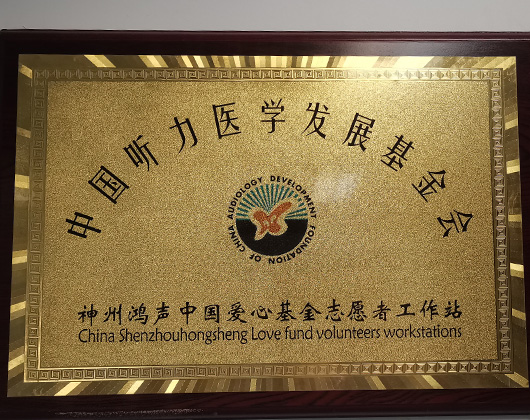 中国听力医学发展基金会
AUDIOLOGY DEVELOPMENT FOUNDATION OF CHINA
神州鸿声中国爱心基金志愿者工作站
China Shenzhouhongsheng Love fund volunteers workstations